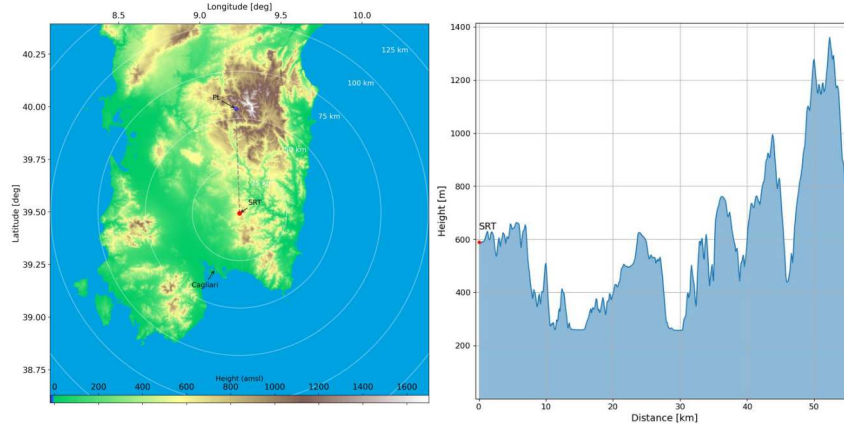 Longitude [deg]
8.5 9.0 9.5 10.0
40.25
40.00
39.75
39.50
39.25
39.00
38.75
Latitude [deg]
125 km
100 km
75 km
Pt.
SRT
Cagliari
Height (amsl)
0 200 400 600 800 1000 1200 1400 1600
1400
1200
1000
800
600
400
200
Height [m]
SRT
0 10 20 30 40 50
Distance [km]